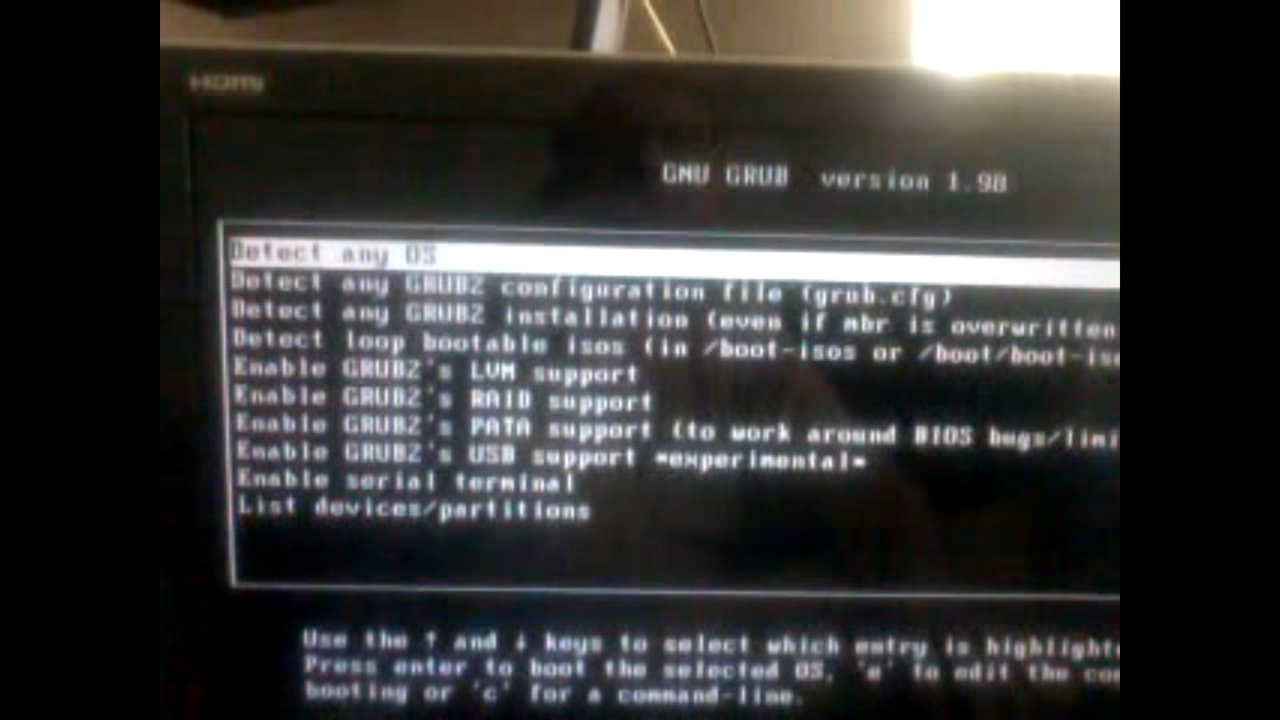 HDMI
GNU GRUB version 1.98
Detect any OS
Detect any GRUB2 configuration file (grub.cfg)
Detect any GRUB2 installation (even if mbr is overwritten
Detect loop bootable isos (in /boot-isos or /boot/boot-iso
Enable GRUB2's LVM support
Enable GRUB2's RAID support
Enable GRUB2's PATA support (to work around BIOS bugs/limi
Enable GRUB2's USB support *experimental*
Enable serial terminal
List devices/partitions
Use the ↑ and ↓ keys to select which entry is highlight
Press enter to boot the selected OS, 'e' to edit the co
booting or 'c' for a command-line.